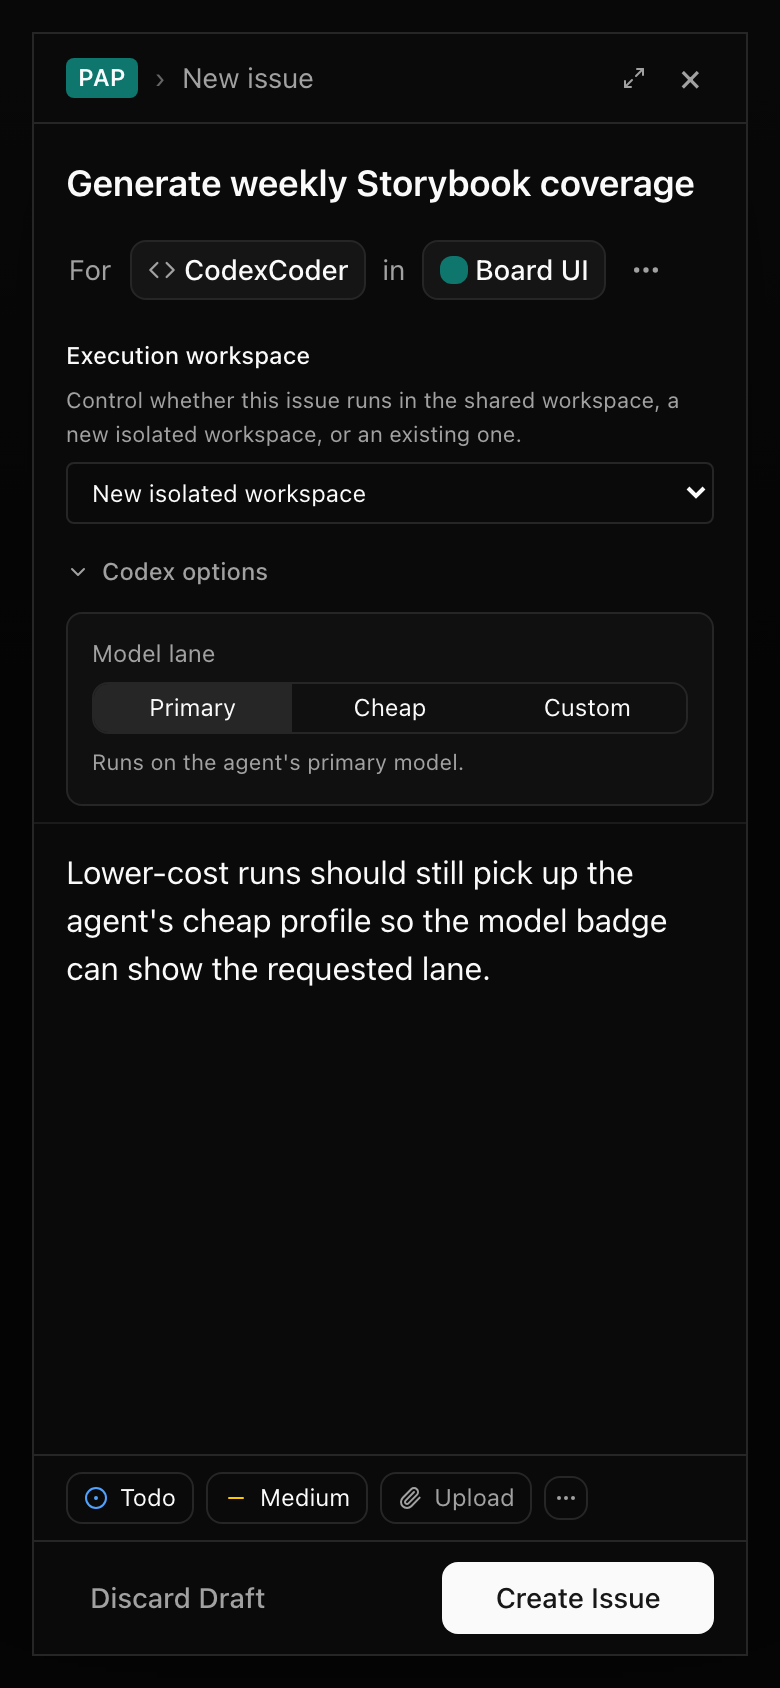 PAP › New issue
Generate weekly Storybook coverage
For CodexCoder in Board UI
Execution workspace
Control whether this issue runs in the shared workspace, a
new isolated workspace, or an existing one.
New isolated workspace
Codex options
Model lane
Primary Cheap Custom
Runs on the agent's primary model.
Lower-cost runs should still pick up the
agent's cheap profile so the model badge
can show the requested lane.
Todo Medium Upload
Discard Draft Create Issue